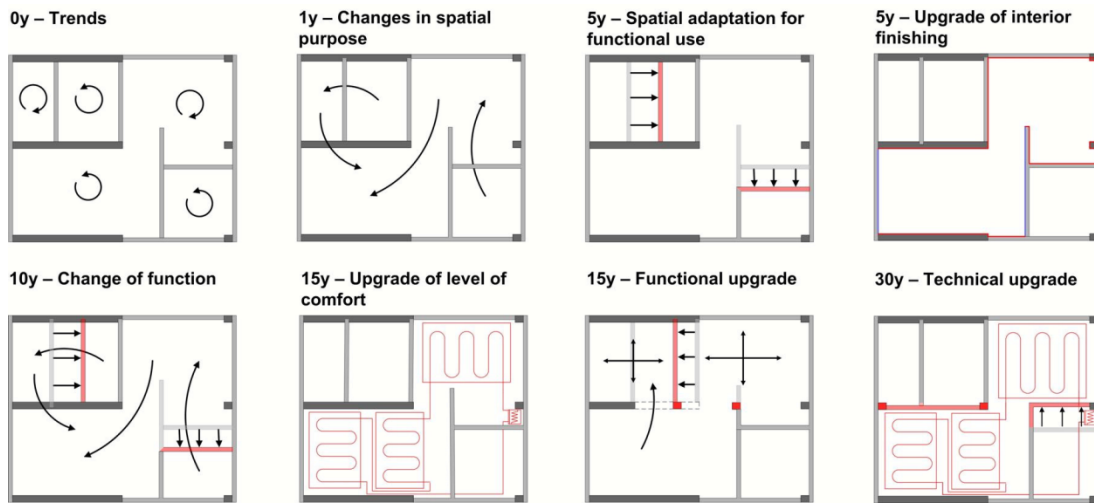 0y – Trends
1y – Changes in spatial
purpose
5y – Spatial adaptation for
functional use
5y – Upgrade of interior
finishing
10y – Change of function
15y – Upgrade of level of
comfort
15y – Functional upgrade
30y – Technical upgrade